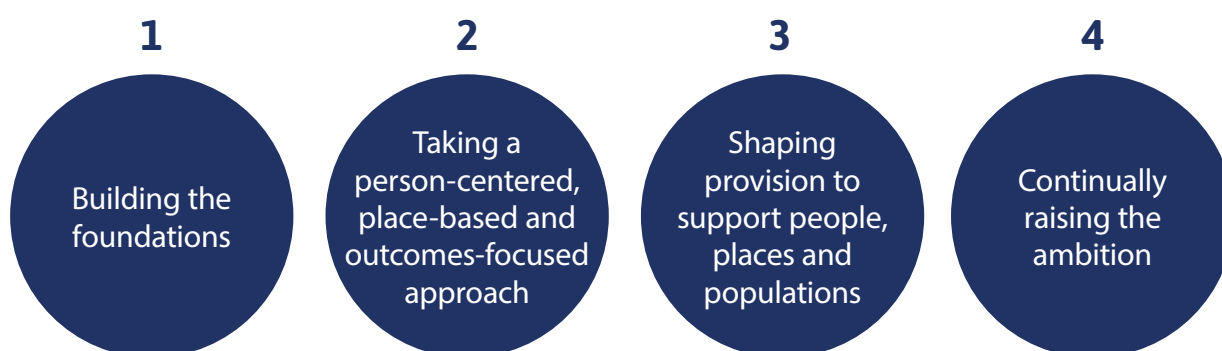 1
Building the
foundations
2
Taking a
person-centered,
place-based and
outcomes-focused
approach
3
Shaping
provision to
support people,
places and
populations
4
Continually
raising the
ambition